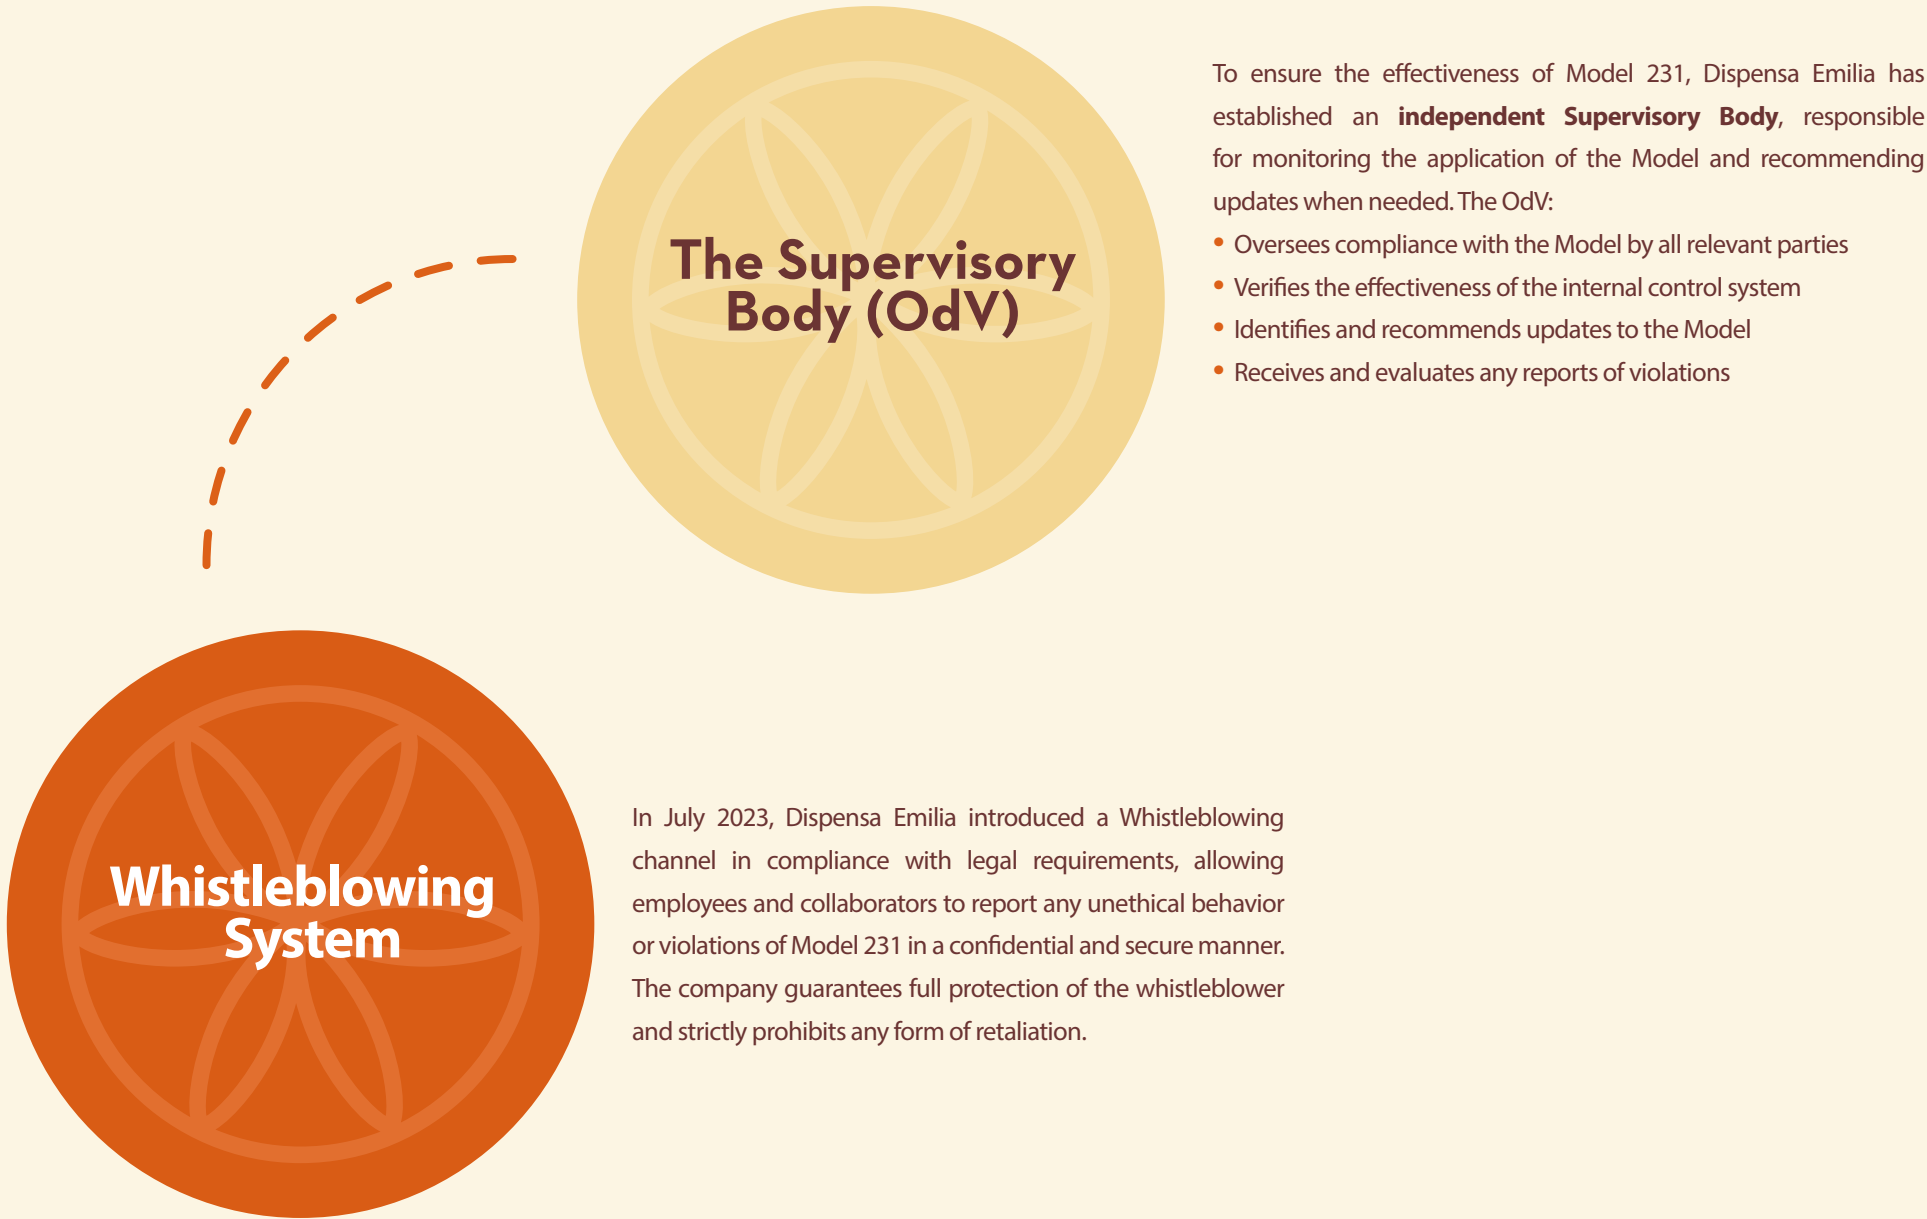 The Supervisory
Body (OdV)
To ensure the effectiveness of Model 231, Dispensa Emilia has
established an independent Supervisory Body, responsible
for monitoring the application of the Model and recommending
updates when needed. The OdV:
• Oversees compliance with the Model by all relevant parties
• Verifies the effectiveness of the internal control system
• Identifies and recommends updates to the Model
• Receives and evaluates any reports of violations
Whistleblowing
System
In July 2023, Dispensa Emilia introduced a Whistleblowing
channel in compliance with legal requirements, allowing
employees and collaborators to report any unethical behavior
or violations of Model 231 in a confidential and secure manner.
The company guarantees full protection of the whistleblower
and strictly prohibits any form of retaliation.